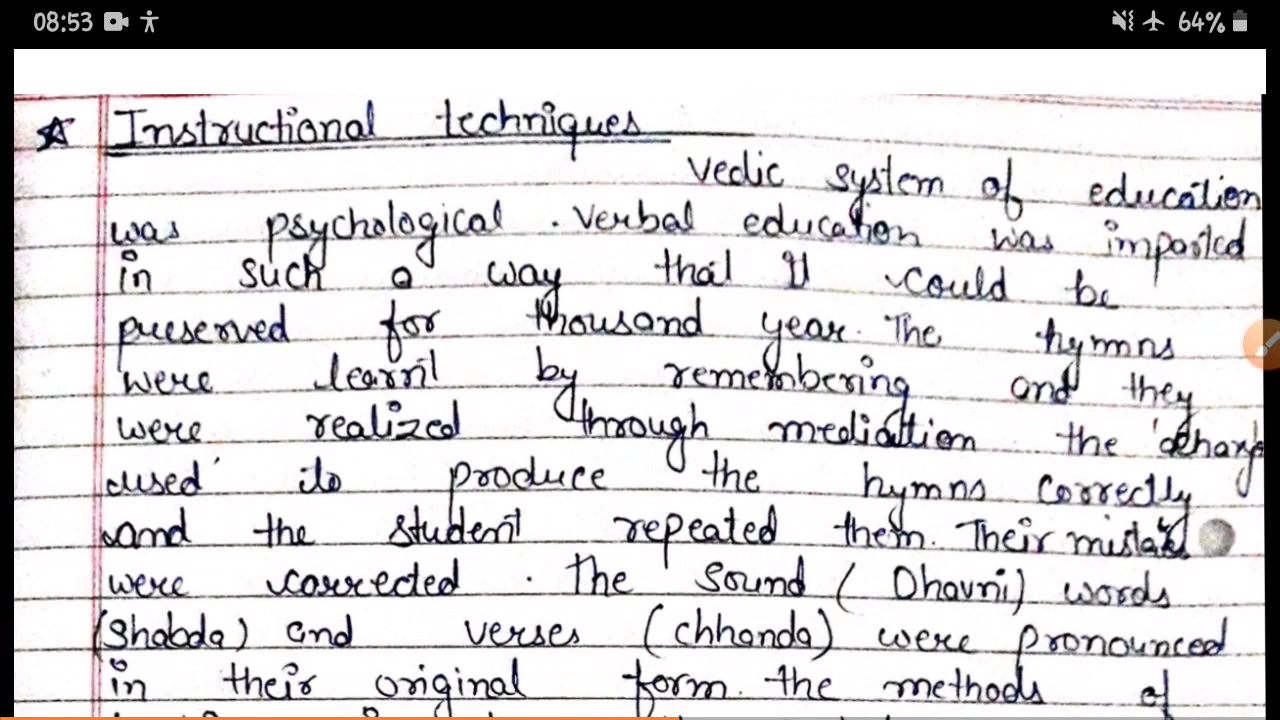 08:53 64%
Instructional techniques
Vedic system of education
was psychological. Verbal education was imparted
in such a way that It could be
preserved for thousand year. The hymns
were learnt by remembering and they
were realized through mediattion the
used to produce the hymns correctly
and the student repeated them. Their
were corrected. The Sound (Dhavni) words
(Shabda) and verses (chhanda) were pronounced
in their original form. the methods of